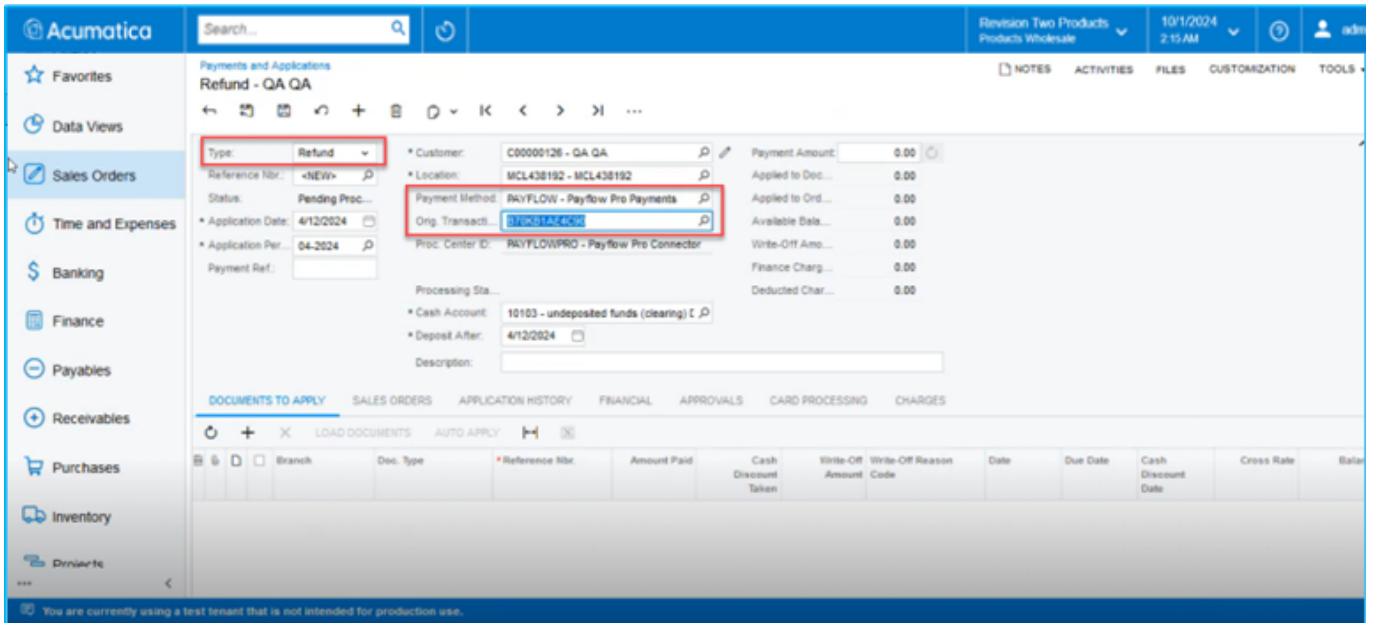 Acumatica
Search...
Revision Two Products
Products Wholesale
10/1/2024
2:15 AM
adm
Favorites
Data Views
Sales Orders
Time and Expenses
Banking
Finance
Payables
Receivables
Purchases
Inventory
Projects
Payments and Applications
Refund - QA QA
NOTES ACTIVITIES FILES CUSTOMIZATION TOOLS
Type: Refund * Customer: C00000126 - QA QA Payment Amount: 0.00
Reference Nbr.: <NEW> * Location: MCL438192 - MCL438192 Applied to Doc... 0.00
Status: Pending Proc... Payment Method: PAYFLOW - Payflow Pro Payments Applied to Ord... 0.00
* Application Date: 4/12/2024 Orig. Transacti... Available Bala... 0.00
* Application Per... 04-2024 Proc. Center ID: PAYFLOWPRO - Payflow Pro Connector Write-Off Amo... 0.00
Payment Ref.: Finance Charg... 0.00
Processing Sta... Deducted Char... 0.00
* Cash Account: 10103 - undeposited funds (clearing) D
* Deposit After: 4/12/2024
Description:
DOCUMENTS TO APPLY SALES ORDERS APPLICATION HISTORY FINANCIAL APPROVALS CARD PROCESSING CHARGES
LOAD DOCUMENTS AUTO APPLY
Branch Doc. Type * Reference Nbr. Amount Paid Cash Discount Taken Write-Off Amount Write-Off Reason Code Date Due Date Cash Discount Date Cross Rate Balan
You are currently using a test tenant that is not intended for production use.